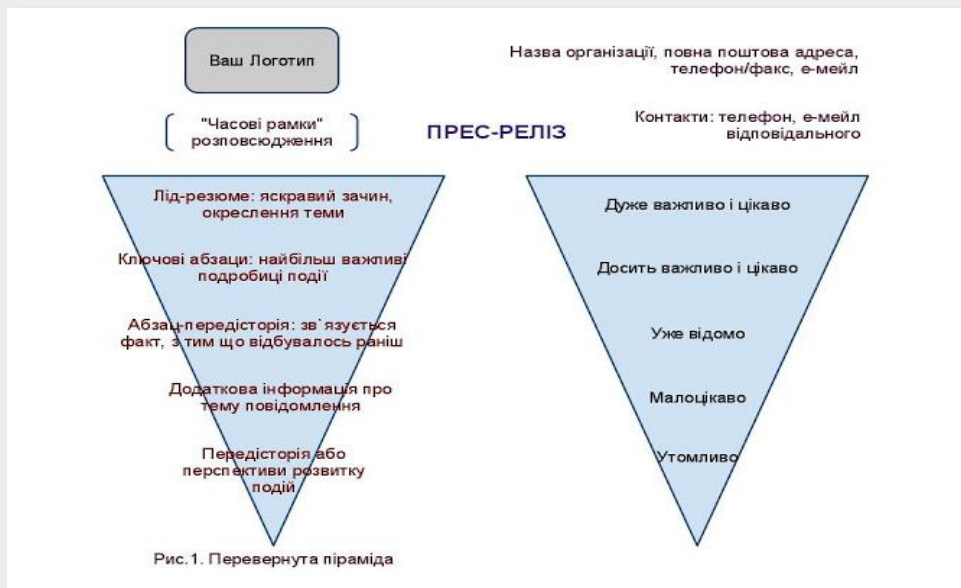 Ваш Логотип
Назва організації, повна поштова адреса,
телефон/факс, е-мейл
"Часові рамки"
розповсюдження
ПРЕС-РЕЛІЗ
Контакти: телефон, е-мейл
відповідального
Лід-резюме: яскравий зачин,
окреслення теми
Ключові абзаци: найбільш важливі
подробиці події
Абзац-передісторія: зв`язується
факт, з тим що відбувалось раніш
Додаткова інформація про
тему повідомлення
Передісторія або
перспективи розвитку
подій
Дуже важливо і цікаво
Досить важливо і цікаво
Уже відомо
Малоцікаво
Утомливо
Рис.1. Перевернута піраміда